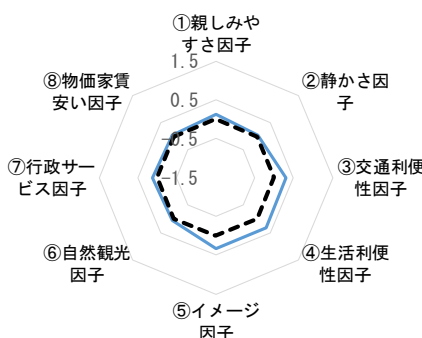 ①親しみや
すさ因子
1.5
⑧物価家賃
安い因子
②静かさ因
子
0.5
-0.5
⑦行政サー
ビス因子
-1.5
③交通利便
性因子
⑥自然観光
因子
④生活利便
性因子
⑤イメージ
因子